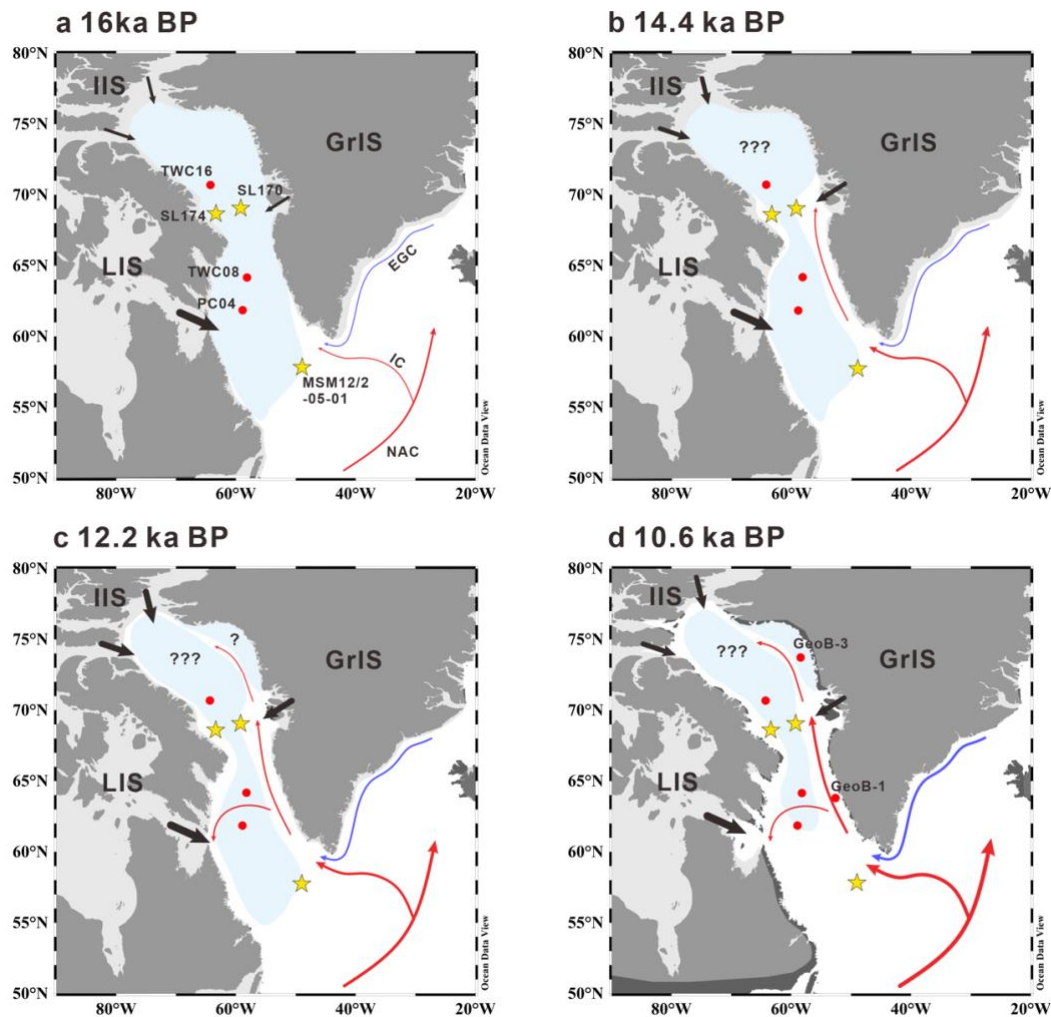 a 16ka BP
80°N
75°N
70°N
65°N
60°N
55°N
50°N
80°W
60°W
40°W
20°W
IIS
GrIS
LIS
TWC16
SL170
SL174
TWC08
PC04
EGC
IC
MSM12/2
-05-01
NAC
Ocean Data View
b 14.4 ka BP
80°N
75°N
70°N
65°N
60°N
55°N
50°N
80°W
60°W
40°W
20°W
IIS
GrIS
???
LIS
Ocean Data View
c 12.2 ka BP
80°N
75°N
70°N
65°N
60°N
55°N
50°N
80°W
60°W
40°W
20°W
IIS
?
???
GrIS
LIS
Ocean Data View
d 10.6 ka BP
80°N
75°N
70°N
65°N
60°N
55°N
50°N
80°W
60°W
40°W
20°W
IIS
GeoB-3
???
GrIS
LIS
GeoB-1
Ocean Data View